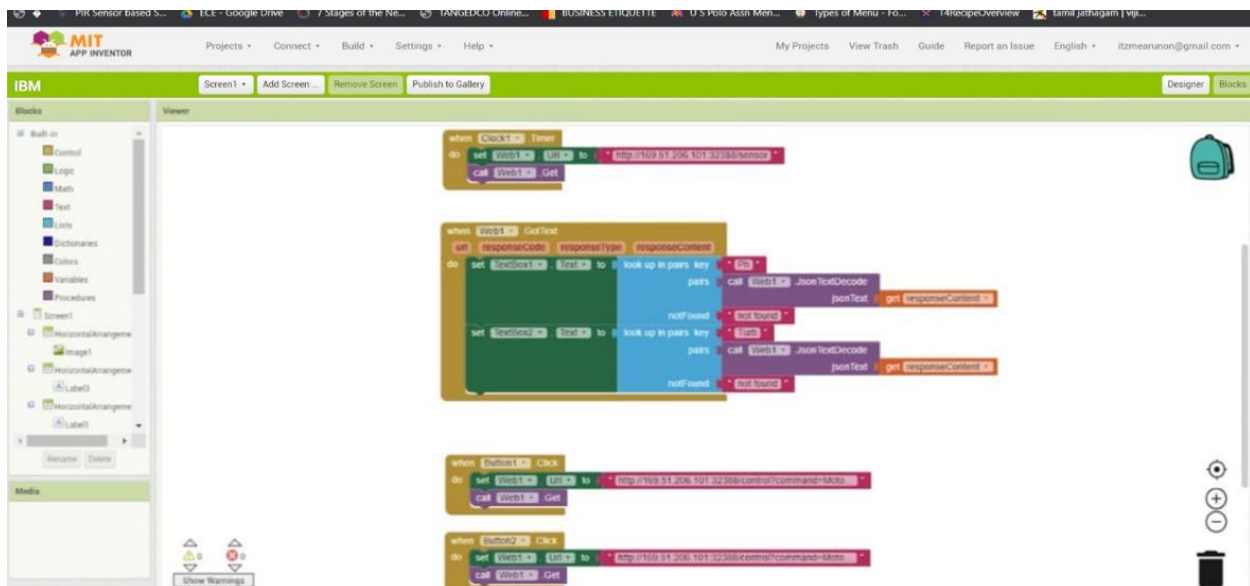 PIR Sensor based S... ECE - Google Drive 7 Stages of the Ne... TANGEDCO Online... BUSINESS ETIQUETTE U S Polo Assn Men... Types of Menu - Fo... T4RecipeOverview tamil jathagam | viji...
MIT APP INVENTOR
Projects Connect Build Settings Help My Projects View Trash Guide Report an Issue English itzmearunon@gmail.com
IBM Screen1 Add Screen ... Remove Screen Publish to Gallery Designer Blocks
Blocks Viewer
Built-in
Control
Logic
Math
Text
Lists
Dictionaries
Colors
Variables
Procedures
Screen1
HorizontalArrangeme
Image1
HorizontalArrangeme
Label3
HorizontalArrangeme
Label1
Rename Delete
Media
when Clock1 .Timer
do set Web1 . Url to " http://169.51.206.101:32388/sensor "
call Web1 .Get
when Web1 .GotText
url responseCode responseType responseContent
do set TextBox1 . Text to look up in pairs key " Ph "
pairs call Web1 .JsonTextDecode
jsonText get responseContent
notFound " not found "
set TextBox2 . Text to look up in pairs key " Turb "
pairs call Web1 .JsonTextDecode
jsonText get responseContent
notFound " not found "
when Button1 .Click
do set Web1 . Url to " http://169.51.206.101:32388/control?command=Moto... "
call Web1 .Get
when Button2 .Click
do set Web1 . Url to " http://169.51.206.101:32388/control?command=Moto... "
call Web1 .Get
0 0
Show Warnings